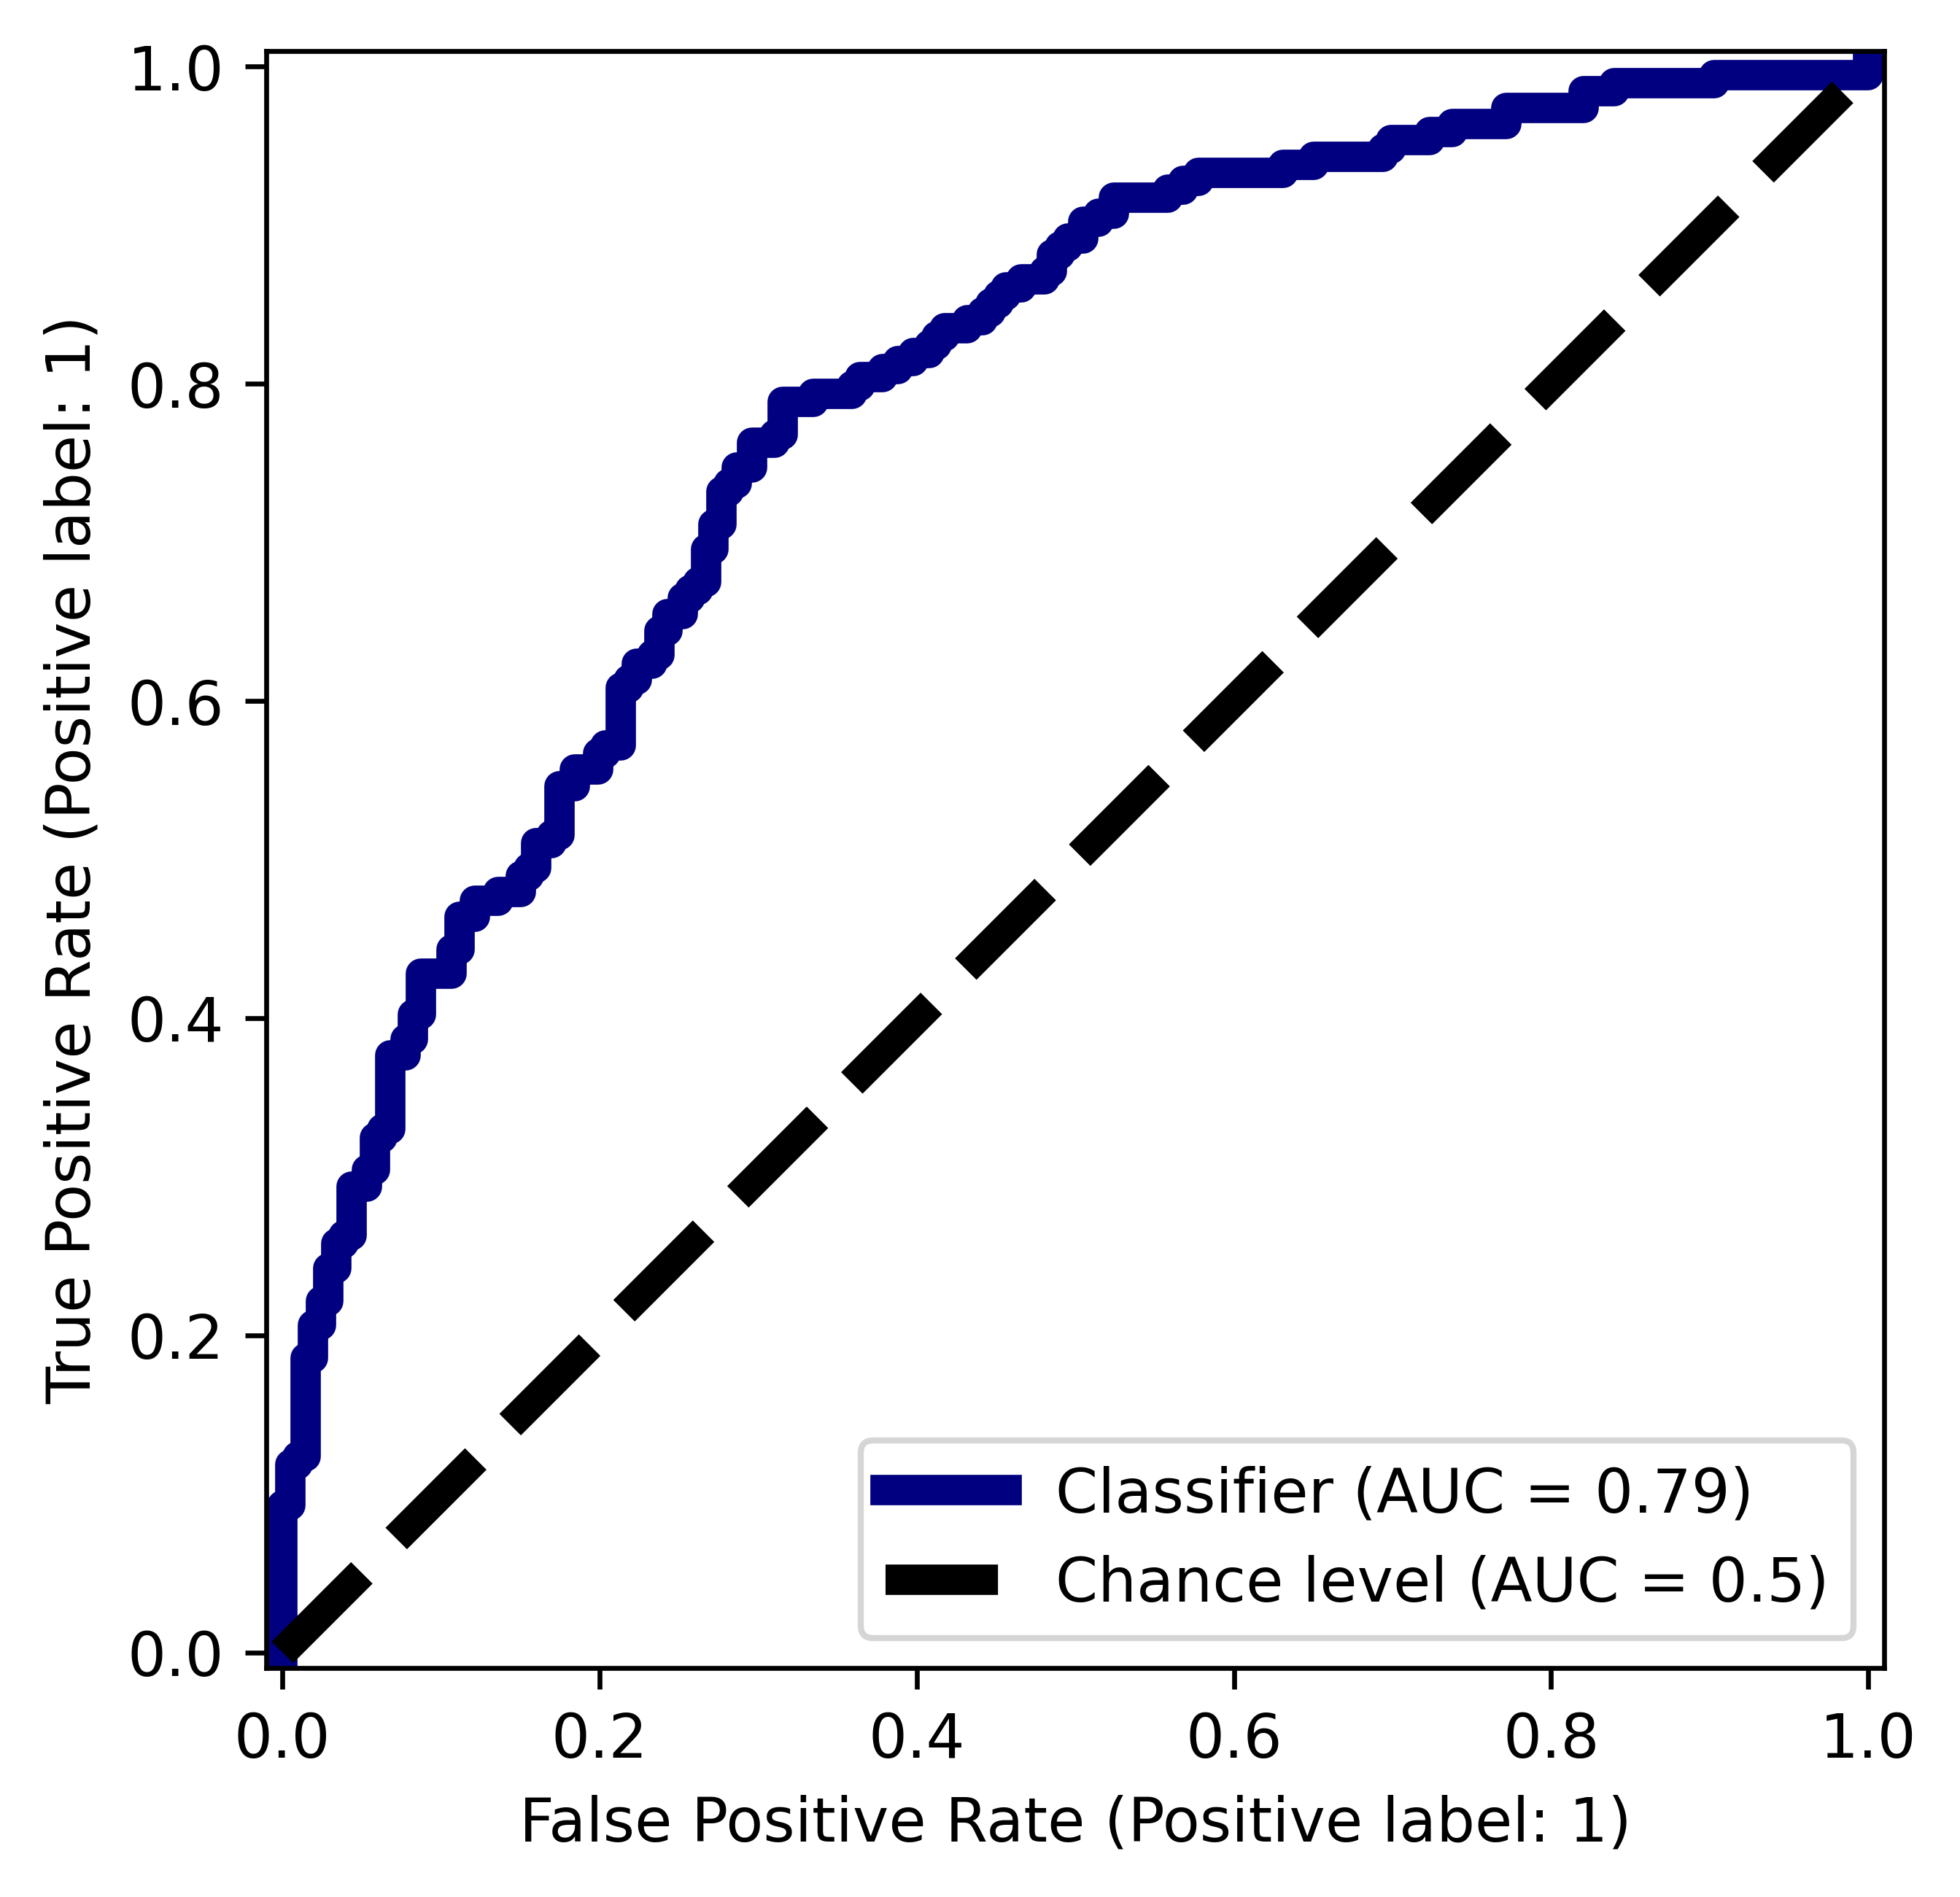 True Positive Rate (Positive label: 1)
1.0
0.8
0.6
0.4
0.2
0.0
Classifier (AUC = 0.79)
Chance level (AUC = 0.5)
0.0 0.2 0.4 0.6 0.8 1.0
False Positive Rate (Positive label: 1)